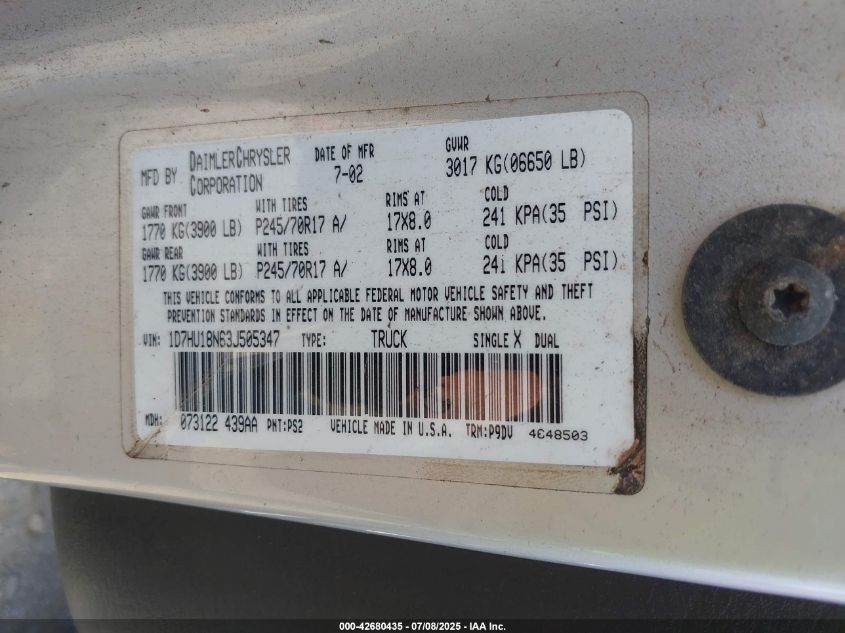 MFD BY DAIMLERCHRYSLER CORPORATION DATE OF MFR 7-02 GVWR 3017 KG(06650 LB)
GAWR FRONT WITH TIRES RIMS AT COLD
1770 KG(3900 LB) P245/70R17 A/ 17X8.0 241 KPA(35 PSI)
GAWR REAR WITH TIRES RIMS AT COLD
1770 KG(3900 LB) P245/70R17 A/ 17X8.0 241 KPA(35 PSI)
THIS VEHICLE CONFORMS TO ALL APPLICABLE FEDERAL MOTOR VEHICLE SAFETY AND THEFT
PREVENTION STANDARDS IN EFFECT ON THE DATE OF MANUFACTURE SHOWN ABOVE.
VIN: 1D7HU18N63J505347 TYPE: TRUCK SINGLE X DUAL
MDH: 073122 439AA PNT:PS2 VEHICLE MADE IN U.S.A. TRM:P9DV 4648503
000-42680435 - 07/08/2025 - IAA Inc.